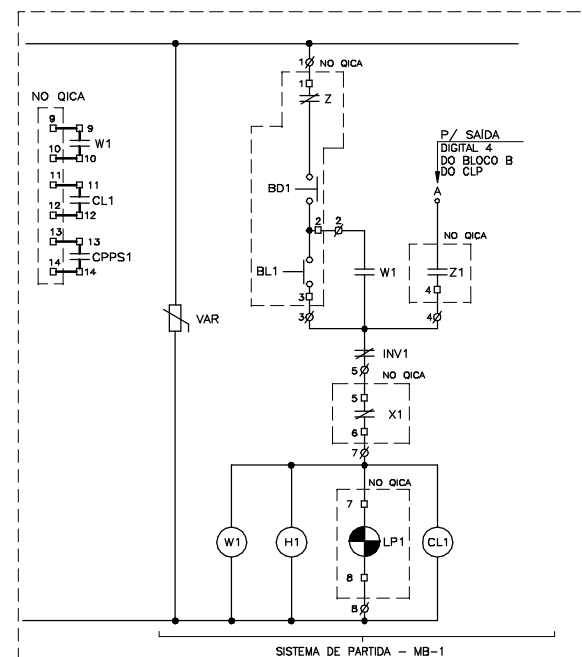 1
NO QICA
1
Z
NO QICA
9
9
W1
10
10
11
11
CL1
12
12
13
13
CPPS1
14
14
P/ SAÍDA
DIGITAL 4
DO BLOCO B
DO CLP
A
BD1
2
2
NO QICA
BL1
W1
Z1
3
4
3
4
VAR
INV1
5
NO QICA
5
X1
6
7
NO QICA
7
W1
H1
LP1
CL1
8
8
SISTEMA DE PARTIDA – MB-1